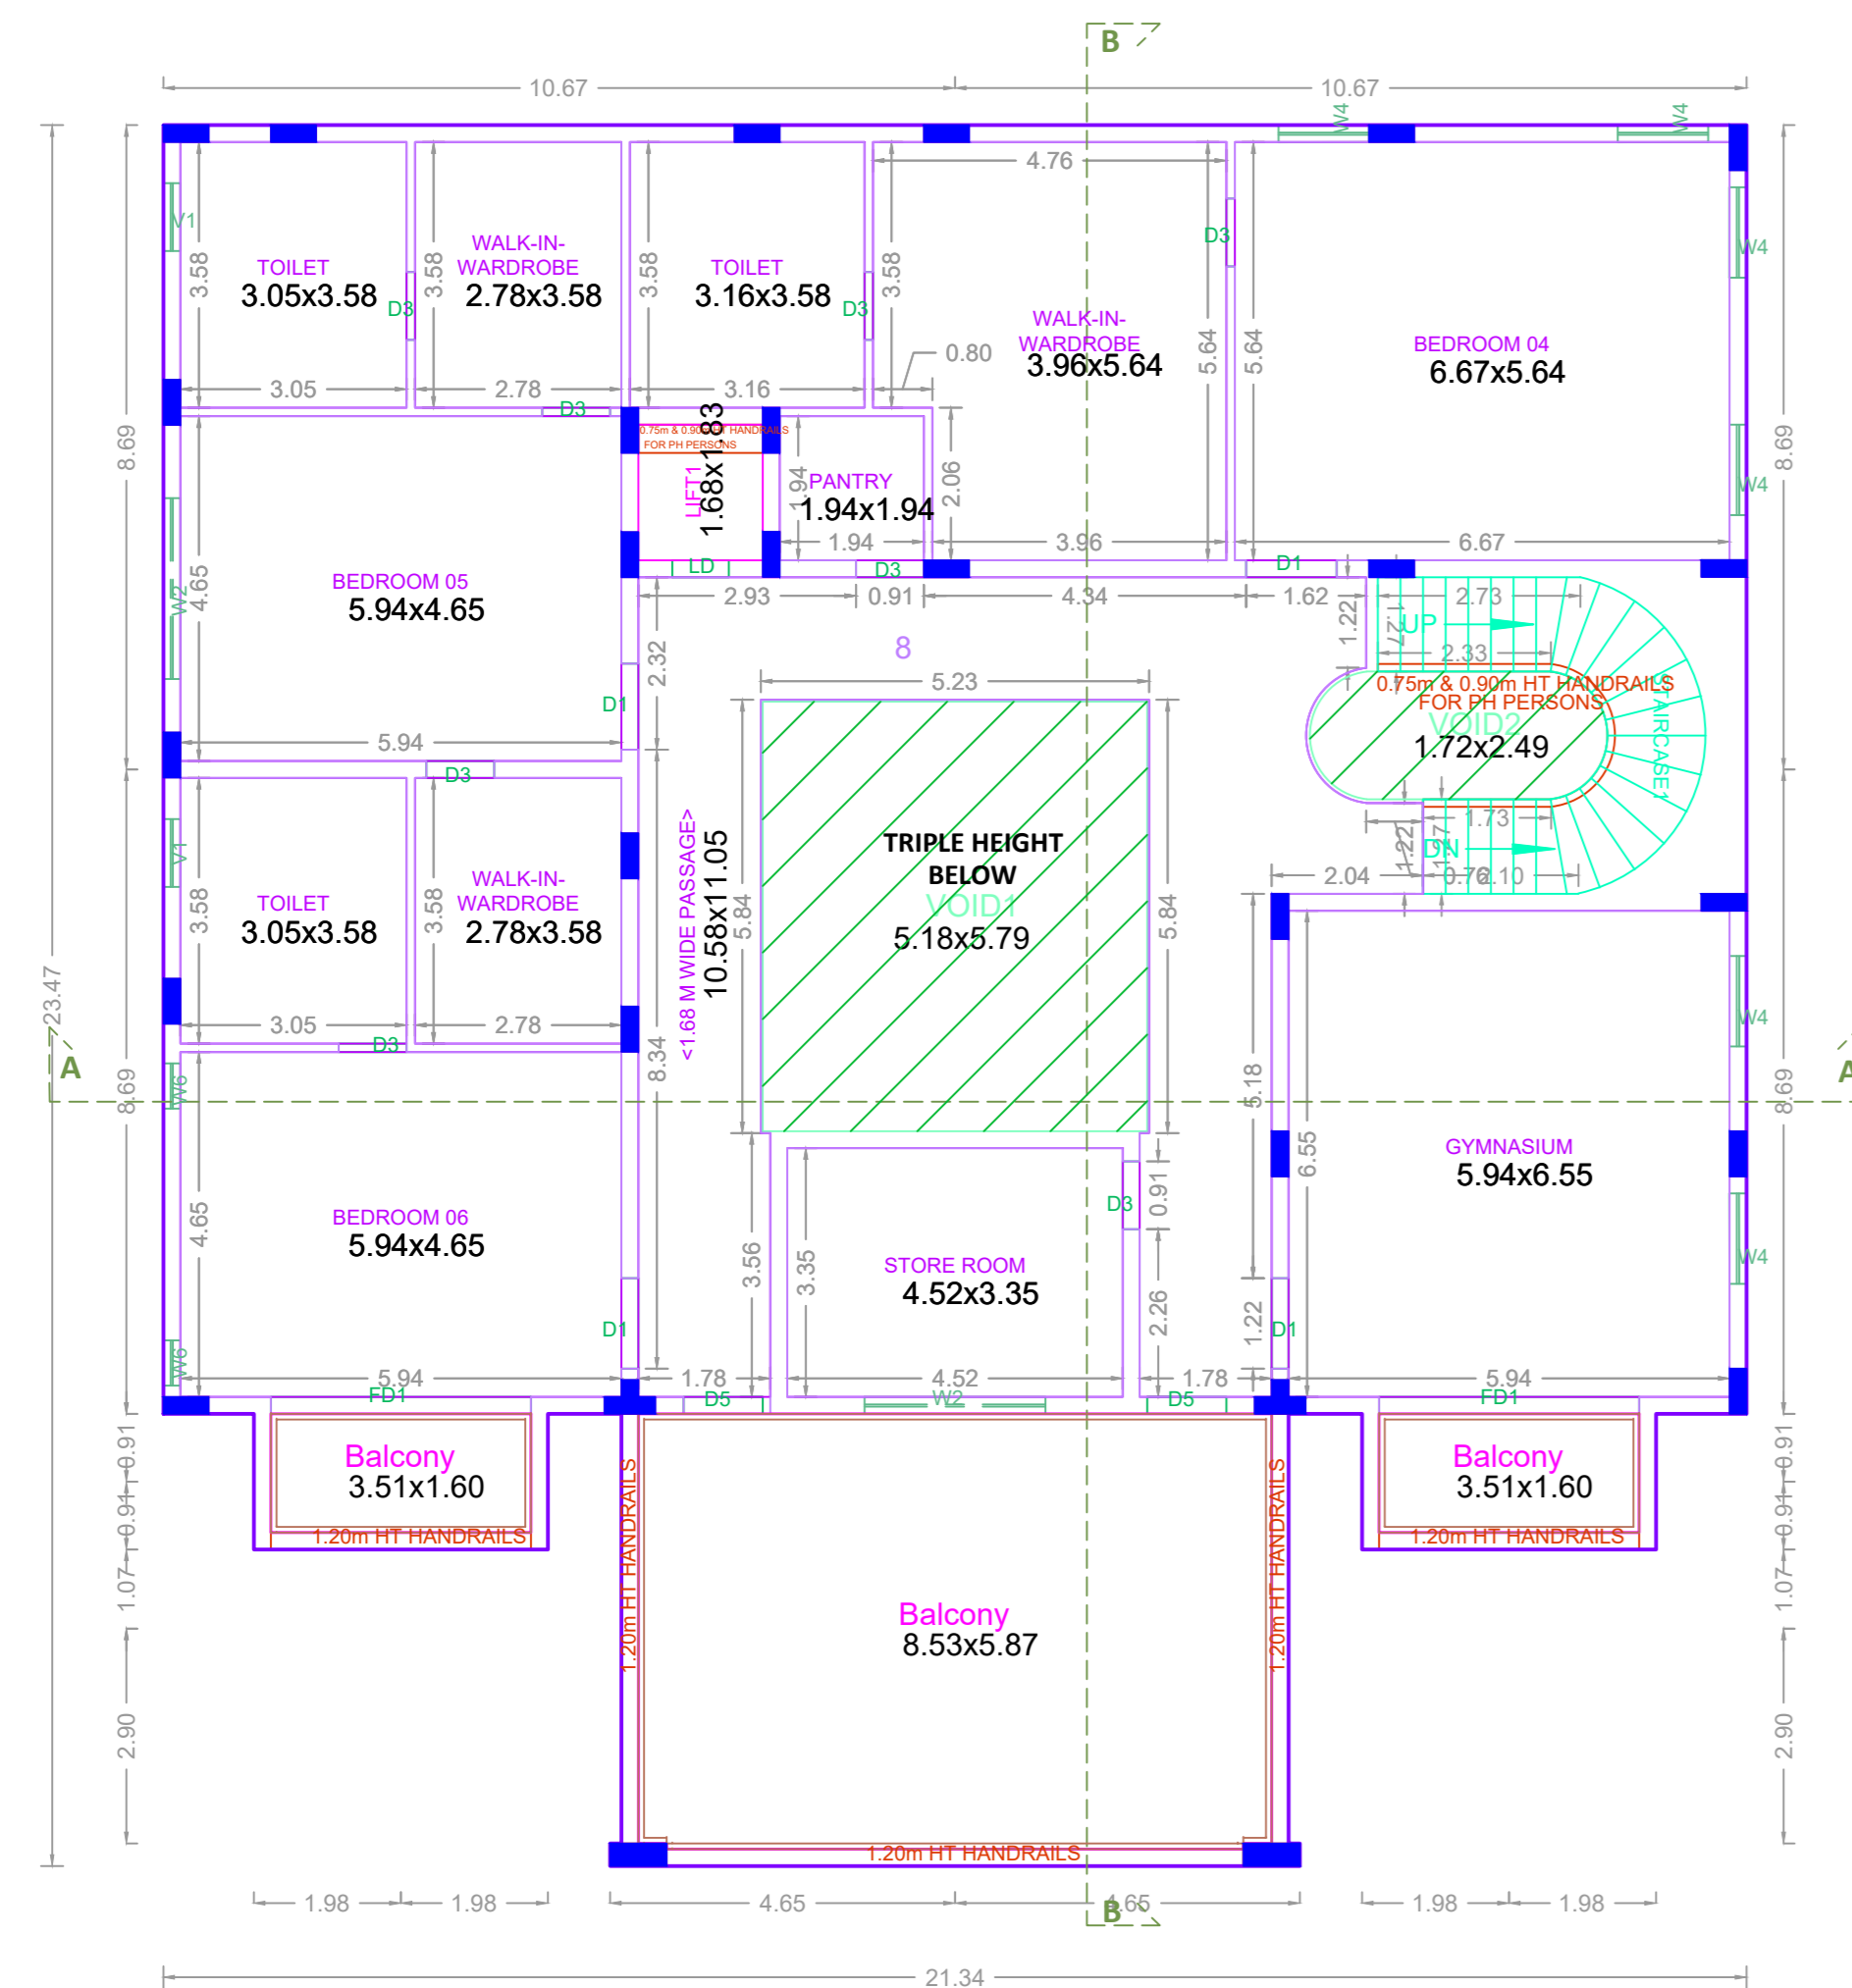 B
10.67
10.67
W4
W4
4.76
V1
3.58
3.58
3.58
3.58
5.64
5.64
D3
W4
TOILET
3.05x3.58
D3
WALK-IN-
WARDROBE
2.78x3.58
TOILET
3.16x3.58
D3
WALK-IN-
WARDROBE
3.96x5.64
BEDROOM 04
6.67x5.64
0.80
3.05
2.78
3.16
D3
8.69
8.69
0.75m & 0.90m HT HANDRAILS
FOR PH PERSONS
LIFT1
1.68x1.83
PANTRY
1.94x1.94
1.94
2.06
W4
1.94
3.96
6.67
LD
D3
D1
BEDROOM 05
5.94x4.65
4.65
W2
2.93
0.91
4.34
1.62
1.22
1.27
2.73
UP
2.33
8
2.32
5.23
D1
5.94
D3
0.75m & 0.90m HT HANDRAILS
FOR PH PERSONS
VOID2
1.72x2.49
STAIRCASE1
1.73
1.22
1.27
DN
2.04
0.76
2.10
V1
3.58
3.58
TOILET
3.05x3.58
WALK-IN-
WARDROBE
2.78x3.58
<1.68 M WIDE PASSAGE>
10.58x11.05
5.84
TRIPLE HEIGHT
BELOW
VOID1
5.18x5.79
5.84
23.47
3.05
2.78
D3
8.34
5.18
W4
A
A
8.69
8.69
W6
6.55
GYMNASIUM
5.94x6.55
BEDROOM 06
5.94x4.65
4.65
3.56
3.35
STORE ROOM
4.52x3.35
D3
0.91
2.26
1.22
W4
D1
D1
W6
5.94
1.78
4.52
1.78
5.94
FD1
D5
W2
D5
FD1
0.91
0.91
Balcony
3.51x1.60
Balcony
3.51x1.60
0.91
0.91
1.20m HT HANDRAILS
1.20m HT HANDRAILS
1.20m HT HANDRAILS
1.20m HT HANDRAILS
1.07
1.07
Balcony
8.53x5.87
2.90
2.90
1.20m HT HANDRAILS
1.98
1.98
4.65
4.65
1.98
1.98
B
21.34